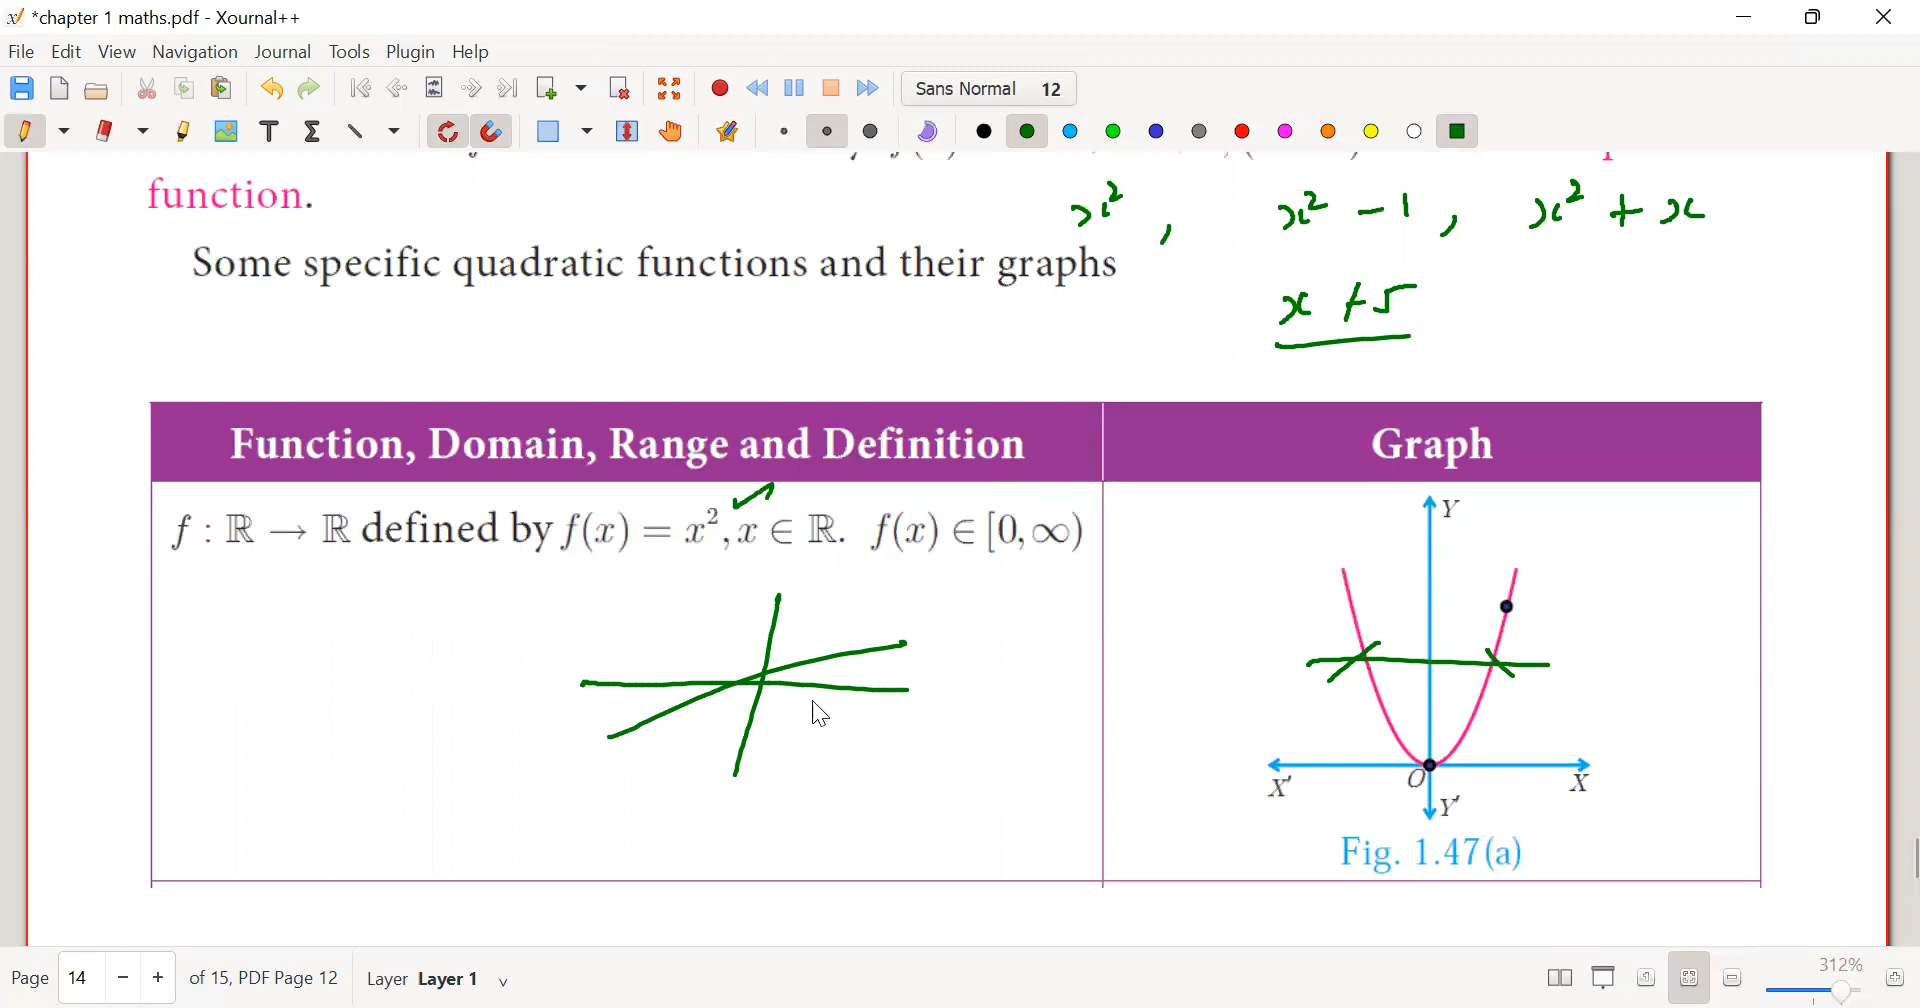 *chapter 1 maths.pdf - Xournal++
File Edit View Navigation Journal Tools Plugin Help
Sans Normal 12
function.
x² , x² - 1 , x² + x
Some specific quadratic functions and their graphs
x + 5
Function, Domain, Range and Definition
Graph
f : ℝ → ℝ defined by f(x) = x², x ∈ ℝ. f(x) ∈ [0, ∞)
Y
O
X'
X
Y'
Fig. 1.47(a)
Page 14 − + of 15, PDF Page 12 Layer Layer 1
312%